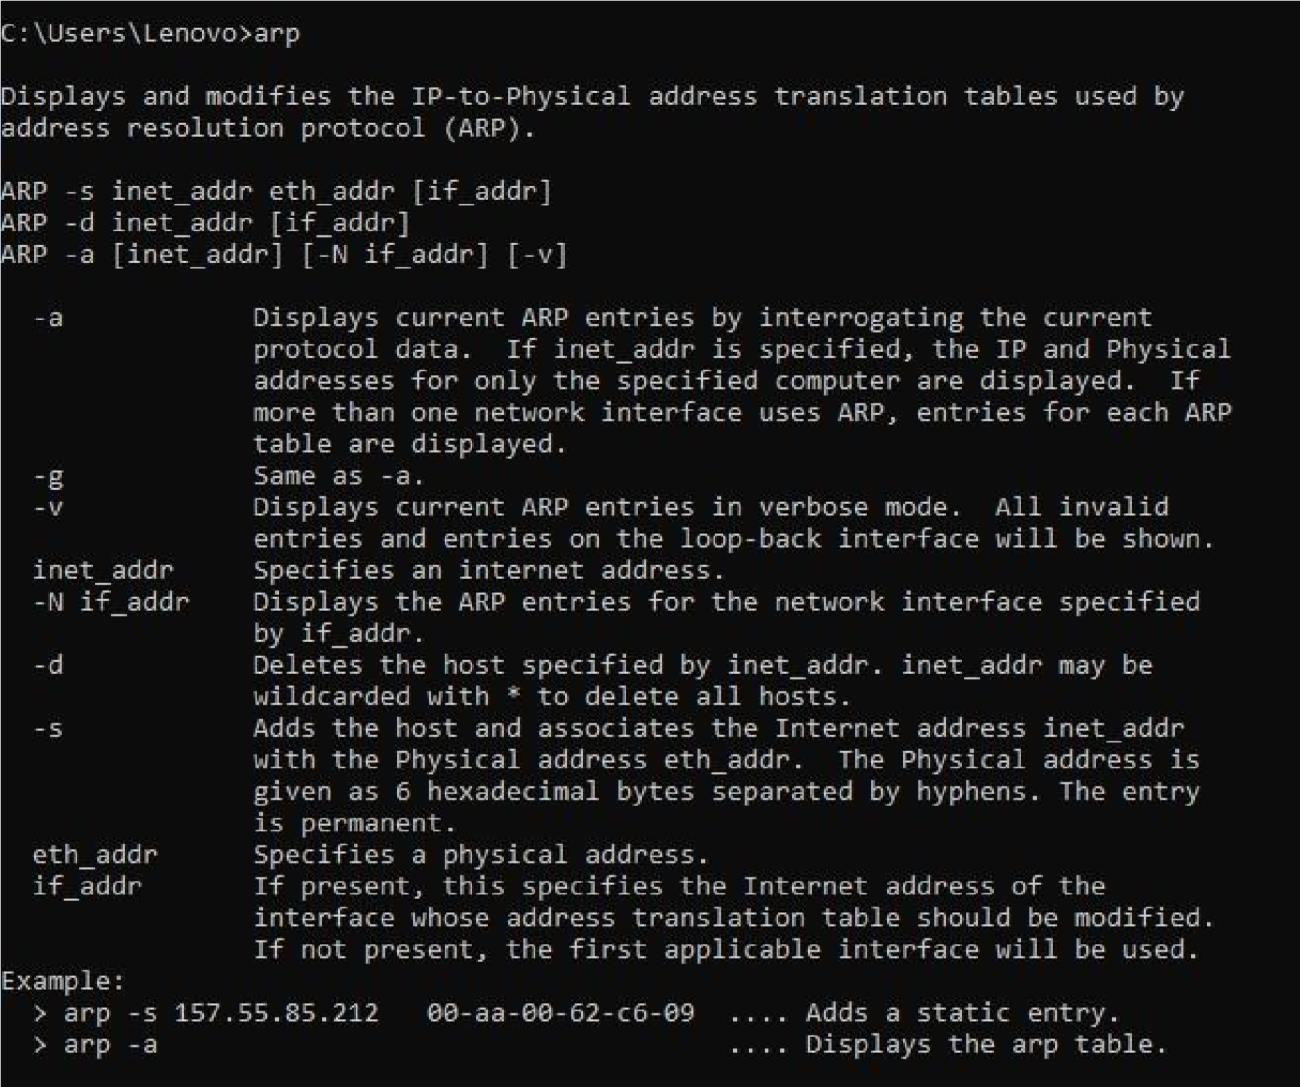 C:\Users\Lenovo>arp
Displays and modifies the IP-to-Physical address translation tables used by
address resolution protocol (ARP).
ARP -s inet_addr eth_addr [if_addr]
ARP -d inet_addr [if_addr]
ARP -a [inet_addr] [-N if_addr] [-v]
-a Displays current ARP entries by interrogating the current
protocol data. If inet_addr is specified, the IP and Physical
addresses for only the specified computer are displayed. If
more than one network interface uses ARP, entries for each ARP
table are displayed.
-g Same as -a.
-v Displays current ARP entries in verbose mode. All invalid
entries and entries on the loop-back interface will be shown.
inet_addr Specifies an internet address.
-N if_addr Displays the ARP entries for the network interface specified
by if_addr.
-d Deletes the host specified by inet_addr. inet_addr may be
wildcarded with * to delete all hosts.
-s Adds the host and associates the Internet address inet_addr
with the Physical address eth_addr. The Physical address is
given as 6 hexadecimal bytes separated by hyphens. The entry
is permanent.
eth_addr Specifies a physical address.
if_addr If present, this specifies the Internet address of the
interface whose address translation table should be modified.
If not present, the first applicable interface will be used.
Example:
> arp -s 157.55.85.212 00-aa-00-62-c6-09 .... Adds a static entry.
> arp -a .... Displays the arp table.